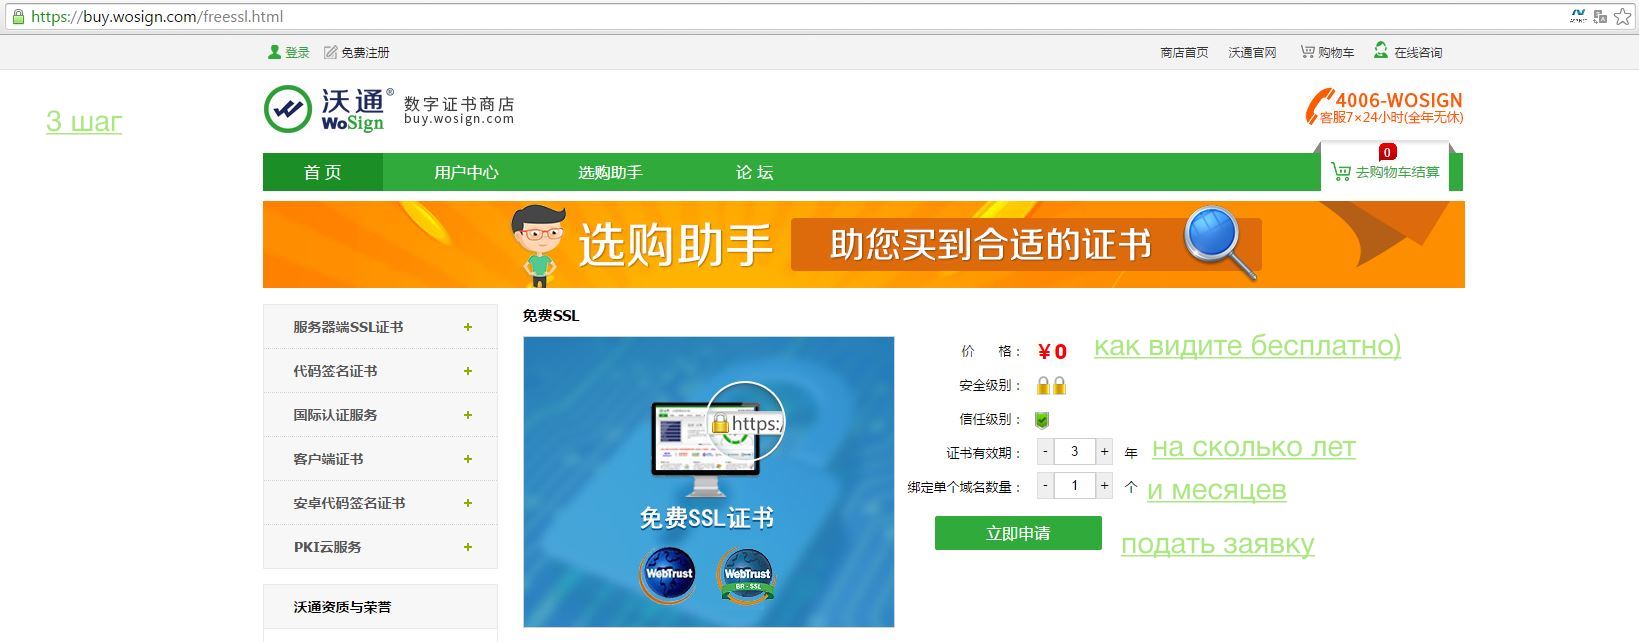 https://buy.wosign.com/freessl.html
登录 免费注册 商店首页 沃通官网 购物车 在线咨询
3 шаг
沃通® WoSign 数字证书商店
buy.wosign.com
4006-WOSIGN
客服7×24小时(全年无休)
首 页 用户中心 选购助手 论 坛
0
去购物车结算
选购助手 助您买到合适的证书
服务器端SSL证书 +
代码签名证书 +
国际认证服务 +
客户端证书 +
安卓代码签名证书 +
PKI云服务 +
沃通资质与荣誉
免费SSL
https:/
免费SSL证书
WebTrust
WebTrust
BR - SSL
价 格： ¥0 как видите бесплатно)
安全级别：
信任级别：
证书有效期： - 3 + 年 на сколько лет
绑定单个域名数量： - 1 + 个 и месяцев
立即申请 подать заявку